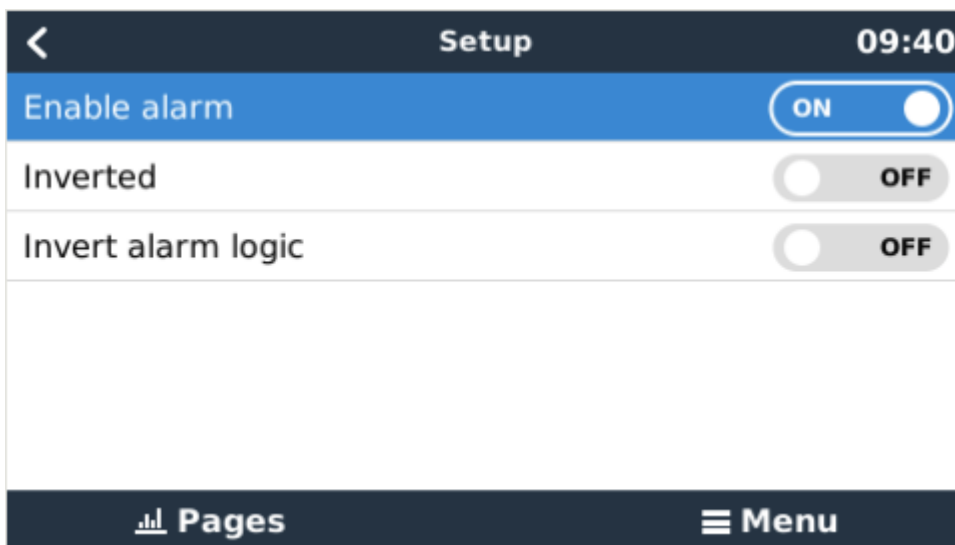 Setup 09:40
Enable alarm ON
Inverted OFF
Invert alarm logic OFF
Pages Menu